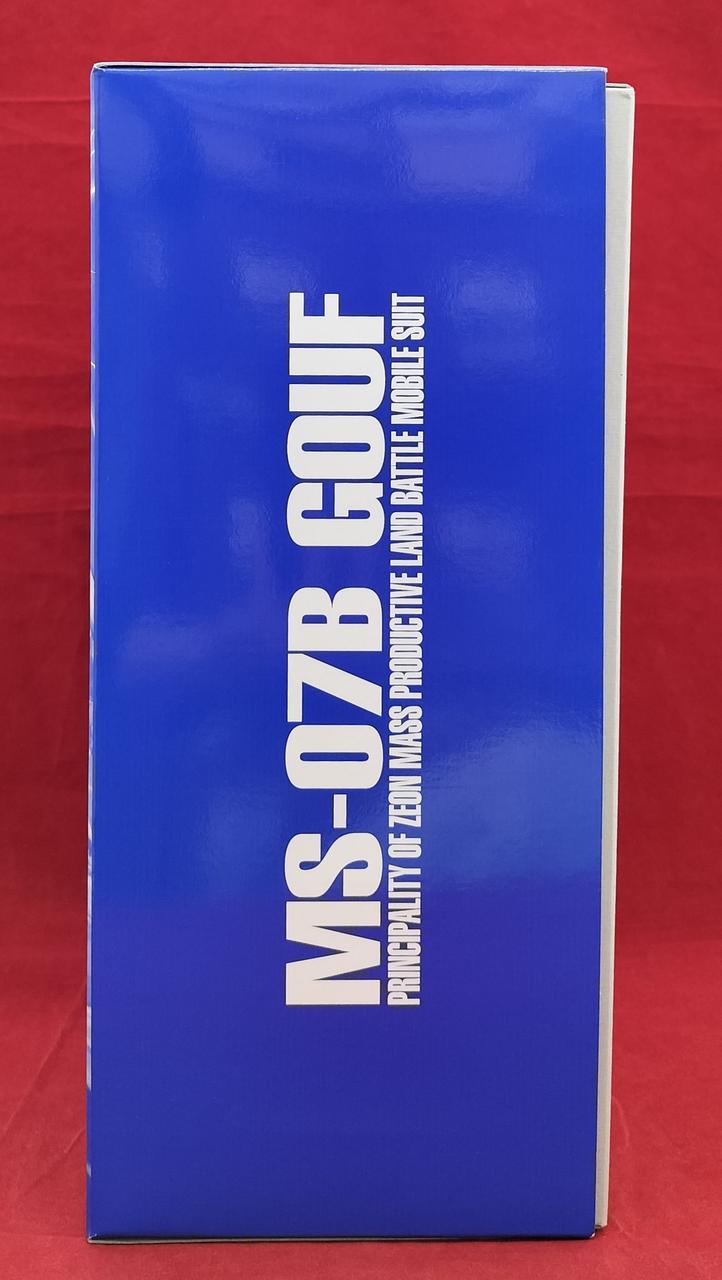 MS-07B GOUF
PRINCIPALITY OF ZEON MASS PRODUCTIVE LAND BATTLE MOBILE SUIT